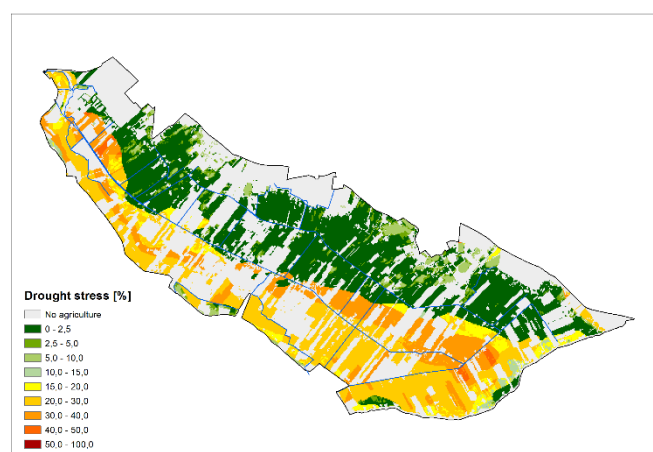 Drought stress [%]
No agriculture
0 - 2,5
2,5 - 5,0
5,0 - 10,0
10,0 - 15,0
15,0 - 20,0
20,0 - 30,0
30,0 - 40,0
40,0 - 50,0
50,0 - 100,0